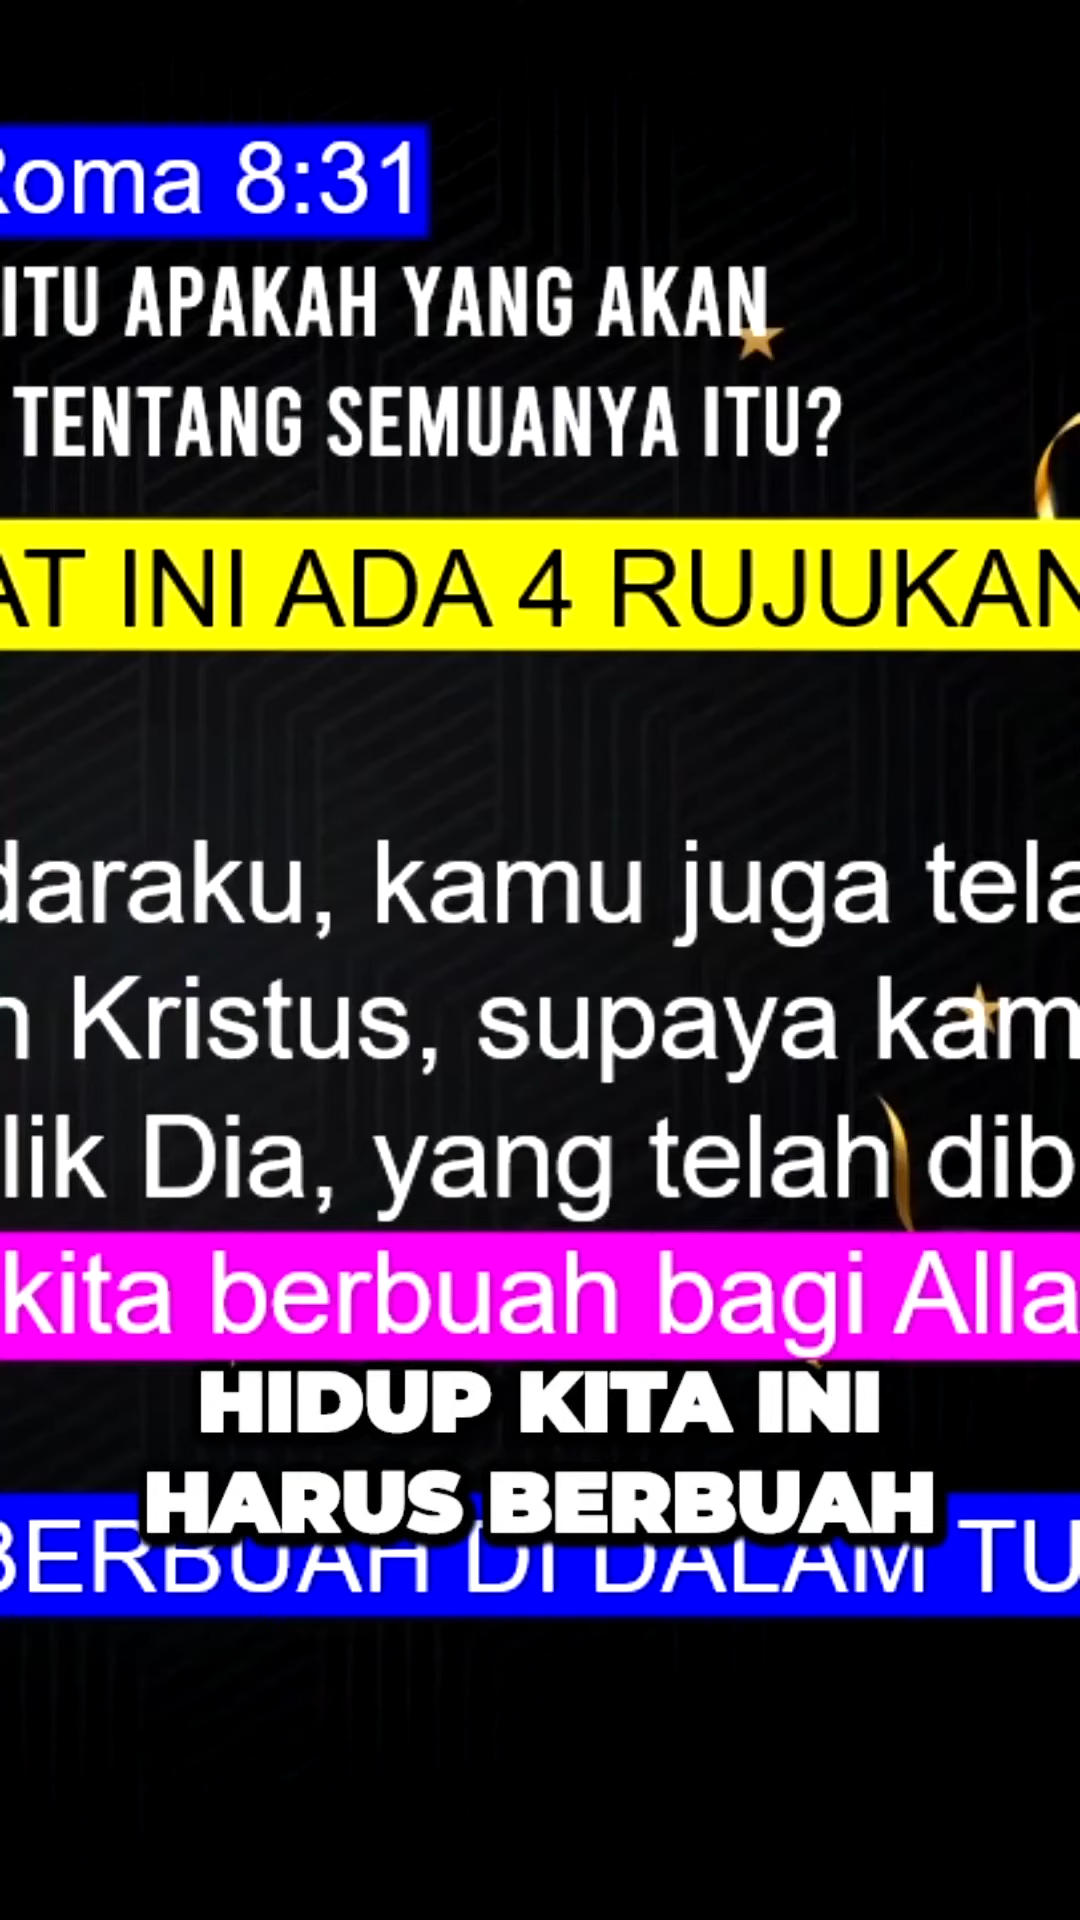 Roma 8:31
ITU APAKAH YANG AKAN
TENTANG SEMUANYA ITU?
AT INI ADA 4 RUJUKAN
daraku, kamu juga tela
n Kristus, supaya kam
lik Dia, yang telah dib
kita berbuah bagi Alla
HIDUP KITA INI
HARUS BERBUAH
BERBUAH DI DALAM TU